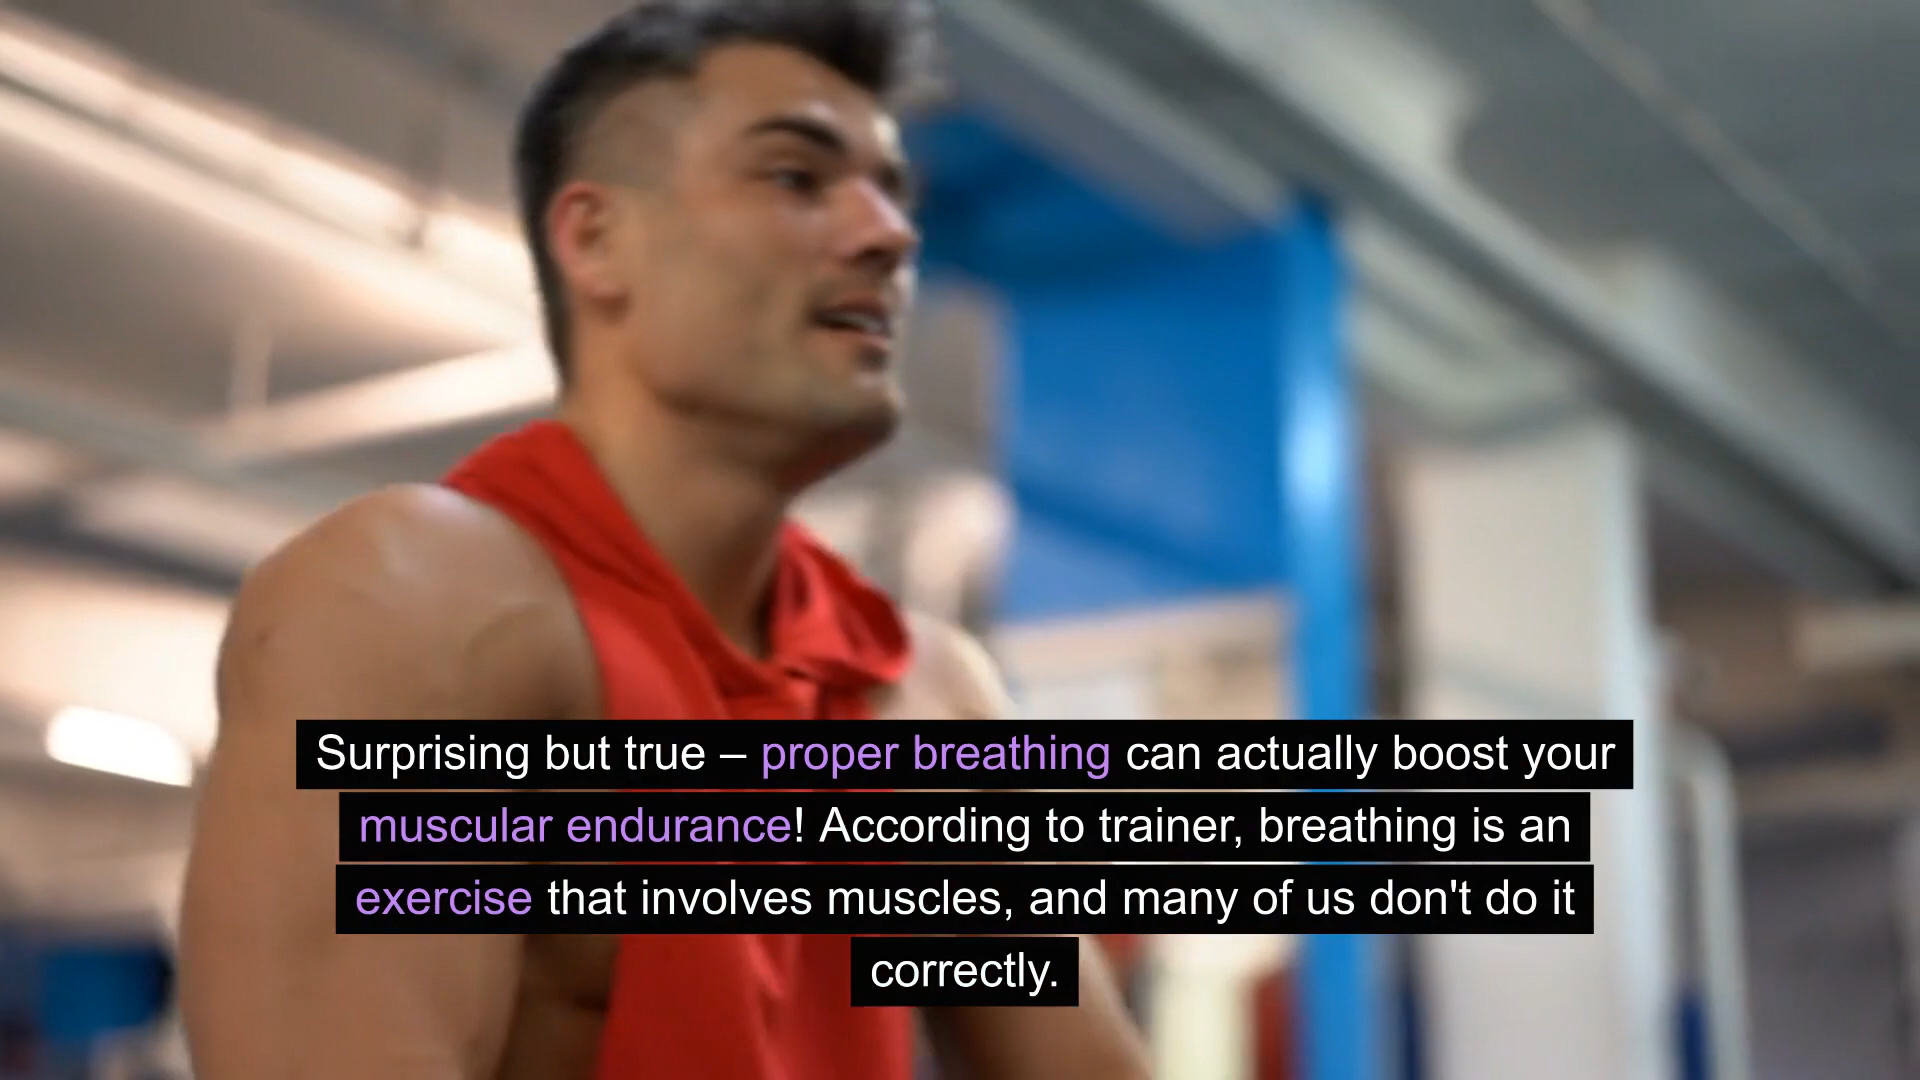 Surprising but true – proper breathing can actually boost your
muscular endurance! According to trainer, breathing is an
exercise that involves muscles, and many of us don't do it
correctly.